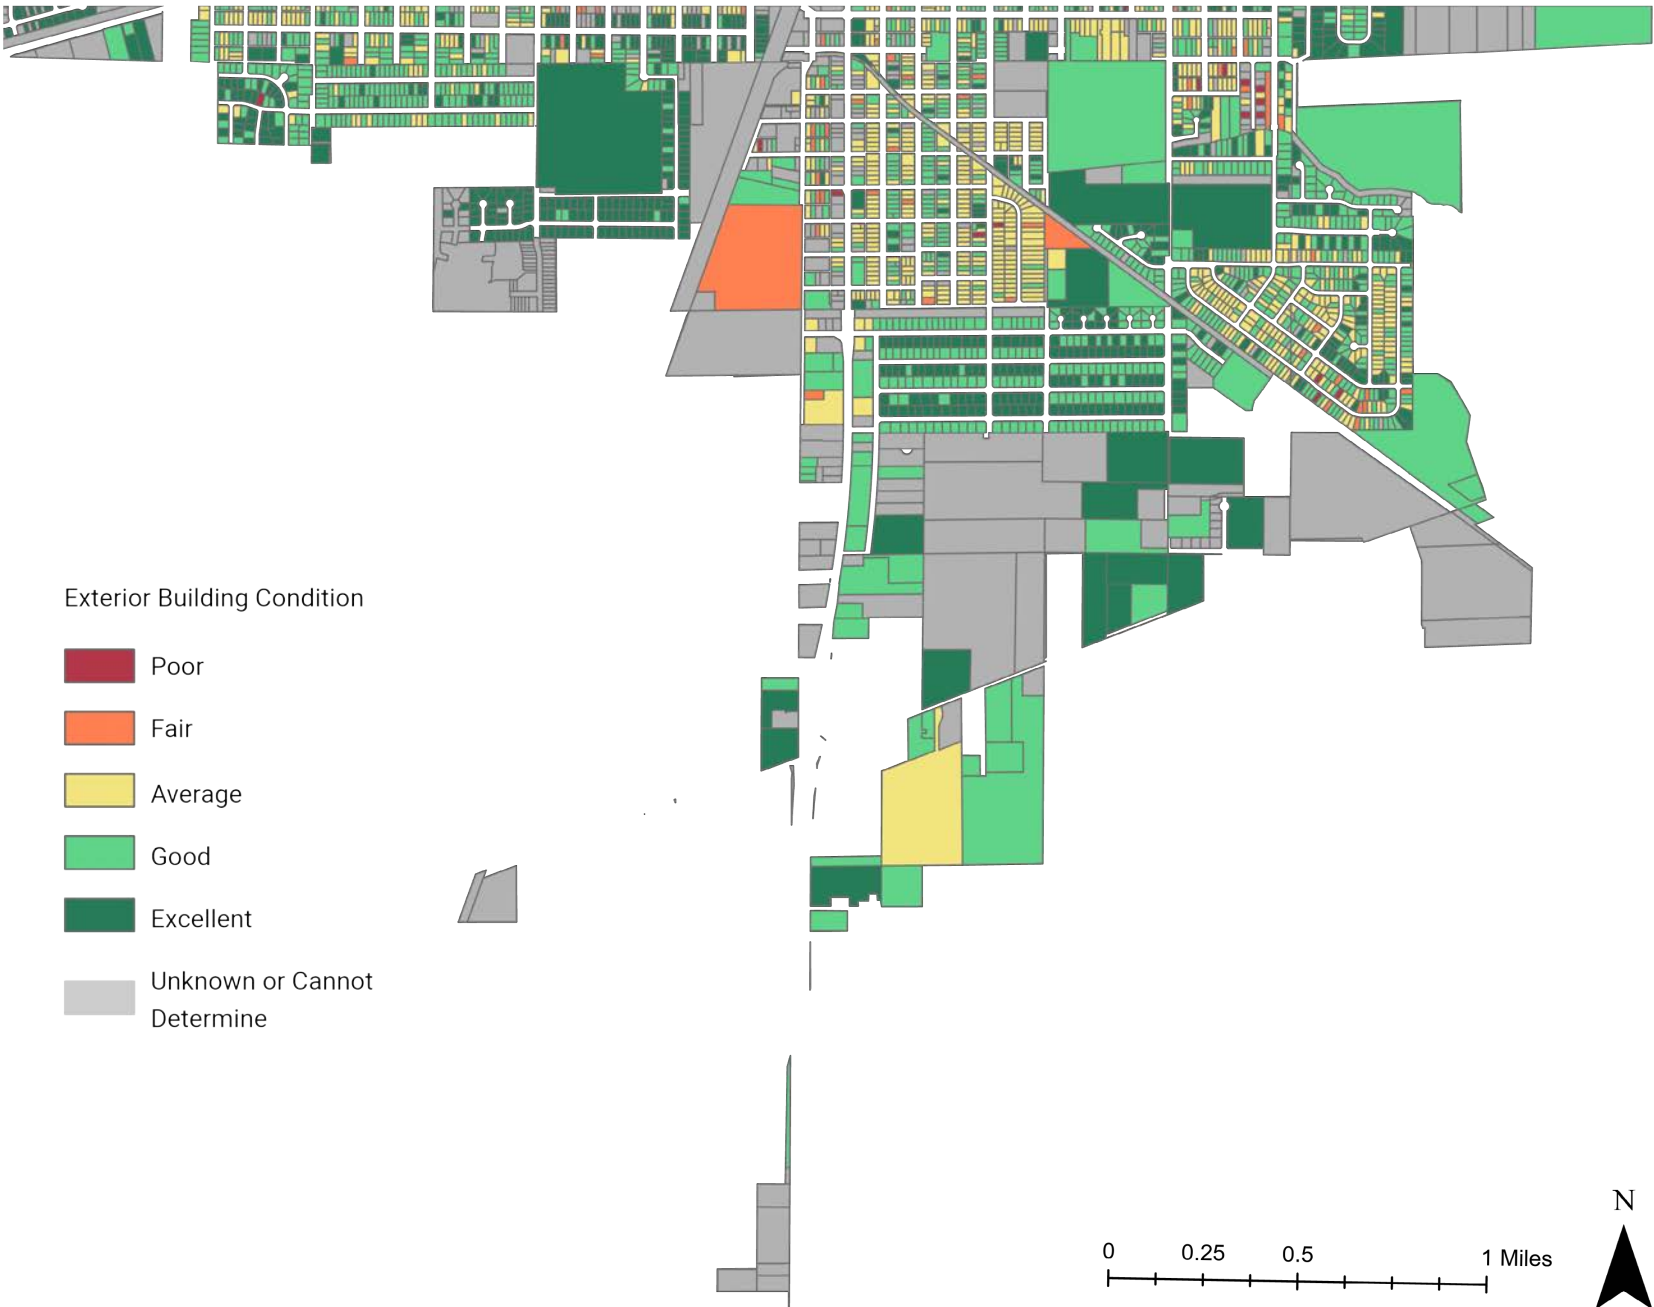 Exterior Building Condition
Poor
Fair
Average
Good
Excellent
Unknown or Cannot
Determine
N
0 0.25 0.5 1 Miles